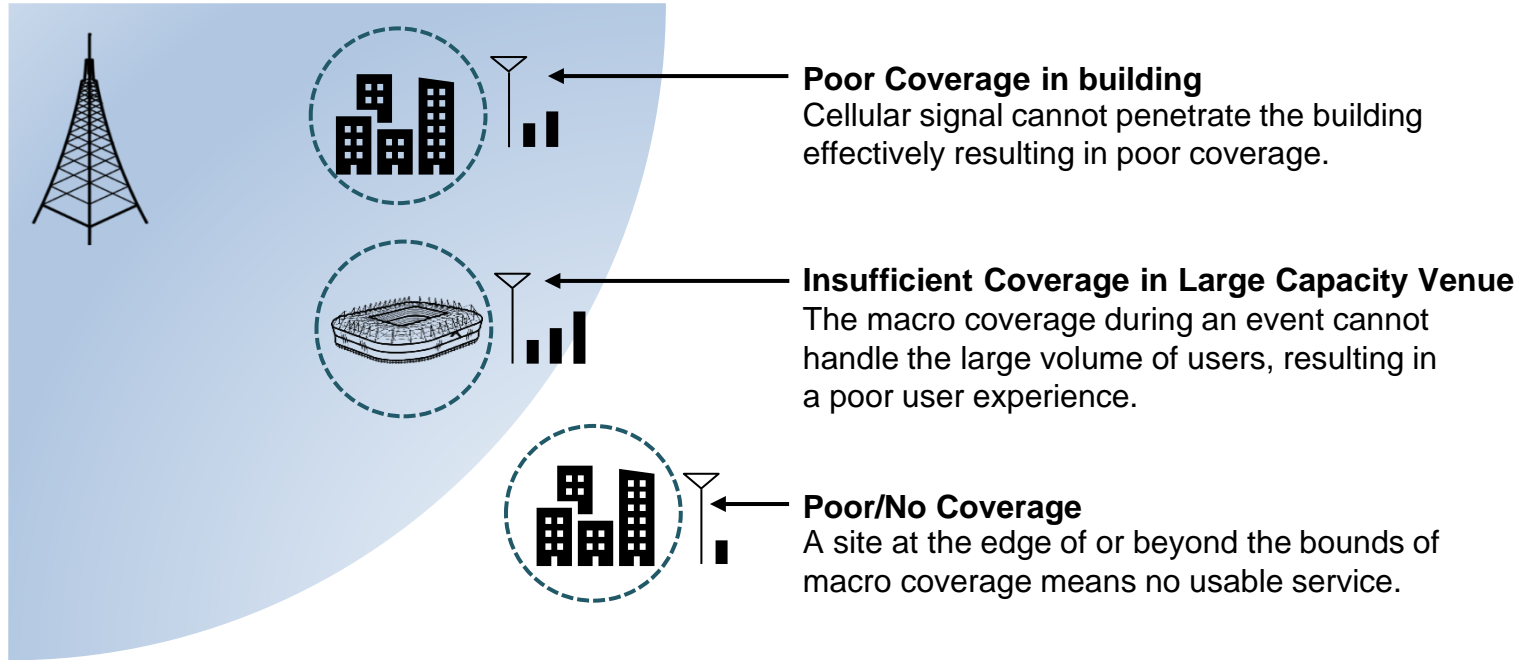 Poor Coverage in building
Cellular signal cannot penetrate the building
effectively resulting in poor coverage.
Insufficient Coverage in Large Capacity Venue
The macro coverage during an event cannot
handle the large volume of users, resulting in
a poor user experience.
Poor/No Coverage
A site at the edge of or beyond the bounds of
macro coverage means no usable service.